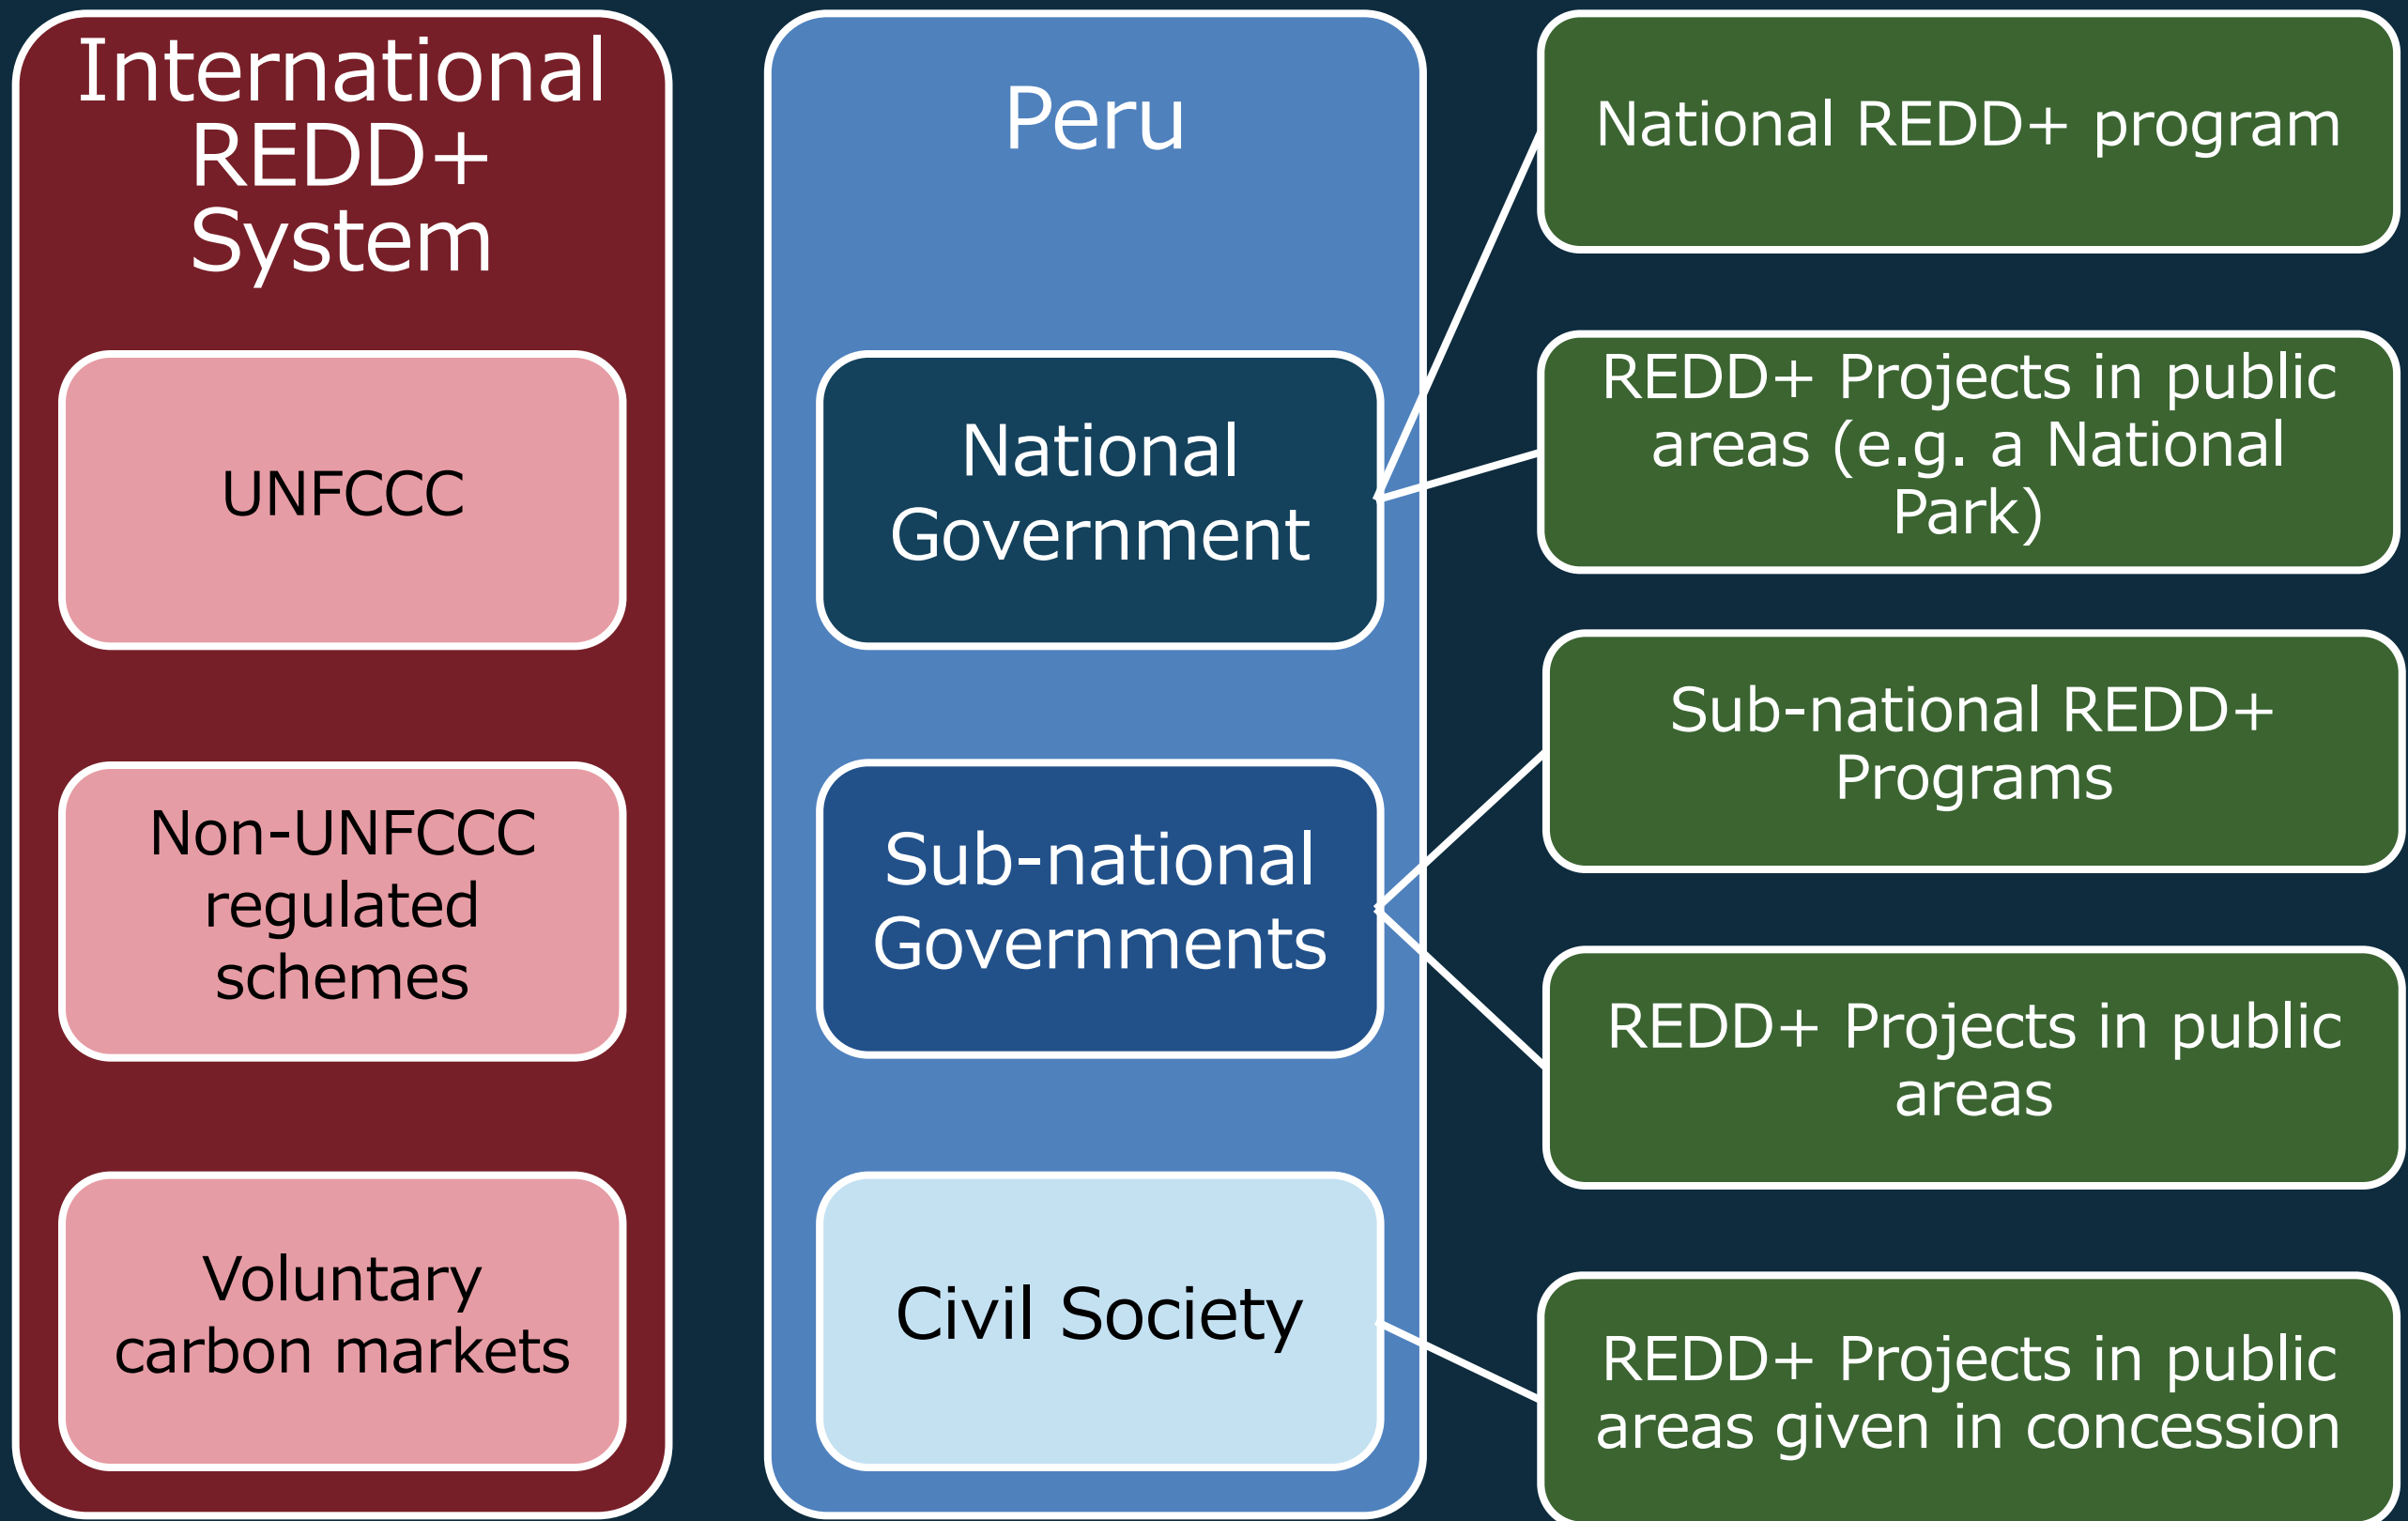 International
REDD+
System
UNFCCC
Non-UNFCCC
regulated
schemes
Voluntary
carbon markets
Peru
National
Government
Sub-national
Governments
Civil Society
National REDD+ program
REDD+ Projects in public
areas (e.g. a National
Park)
Sub-national REDD+
Programs
REDD+ Projects in public
areas
REDD+ Projects in public
areas given in concession